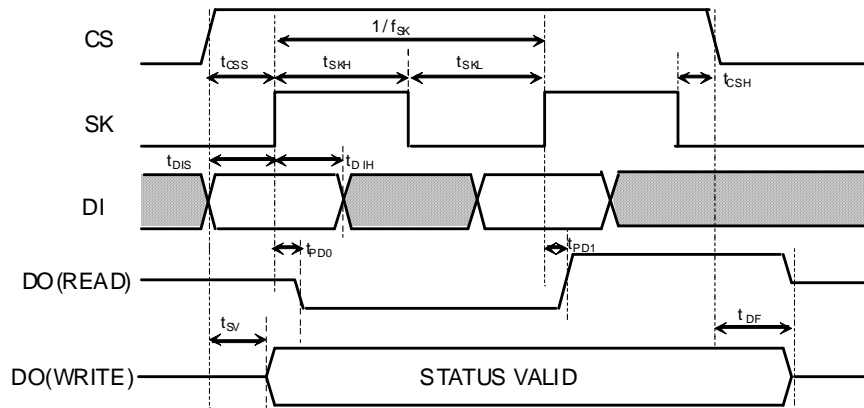 CS
1/fSK
tCSS
tSKH
tSKL
tCSH
SK
tDIS
tDIH
DI
tPD0
tPD1
DO(READ)
tSV
tDF
DO(WRITE)
STATUS VALID